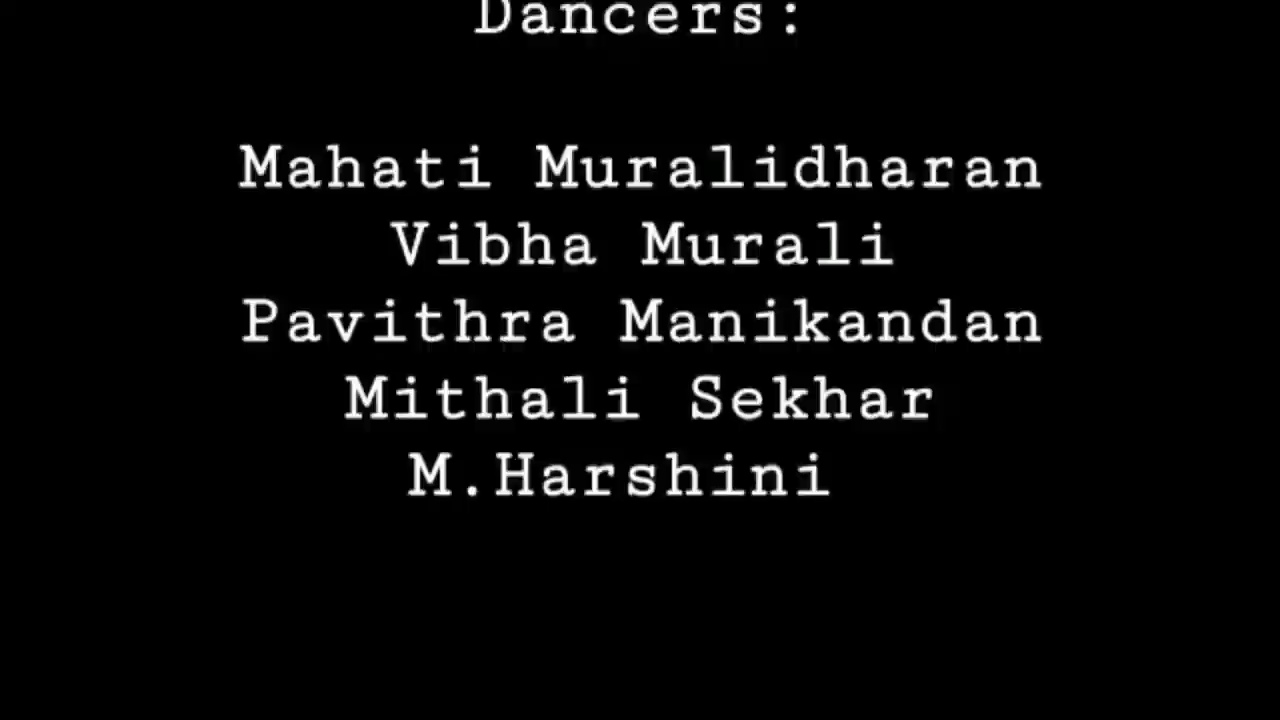 Dancers:
Mahati Muralidharan
Vibha Murali
Pavithra Manikandan
Mithali Sekhar
M.Harshini